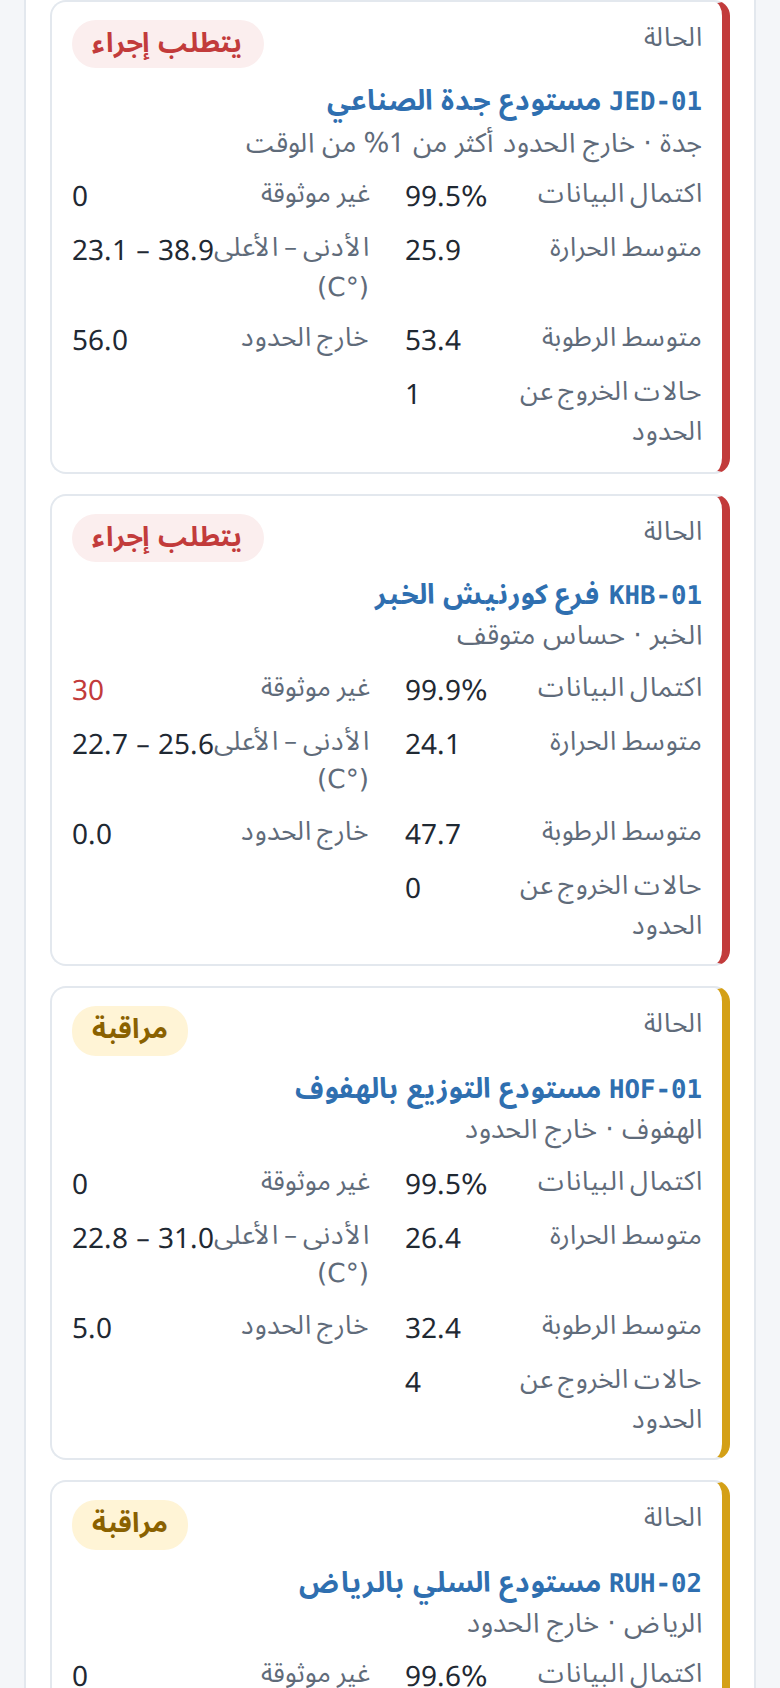 الحالة يتطلب إجراء
JED-01 مستودع جدة الصناعي
جدة · خارج الحدود أكثر من 1% من الوقت
اكتمال البيانات 99.5% غير موثوقة 0
متوسط الحرارة 25.9 الأدنى – الأعلى 23.1 – 38.9
(°C)
متوسط الرطوبة 53.4 خارج الحدود 56.0
حالات الخروج عن 1
الحدود
الحالة يتطلب إجراء
KHB-01 فرع كورنيش الخبر
الخبر · حساس متوقف
اكتمال البيانات 99.9% غير موثوقة 30
متوسط الحرارة 24.1 الأدنى – الأعلى 22.7 – 25.6
(°C)
متوسط الرطوبة 47.7 خارج الحدود 0.0
حالات الخروج عن 0
الحدود
الحالة مراقبة
HOF-01 مستودع التوزيع بالهفوف
الهفوف · خارج الحدود
اكتمال البيانات 99.5% غير موثوقة 0
متوسط الحرارة 26.4 الأدنى – الأعلى 22.8 – 31.0
(°C)
متوسط الرطوبة 32.4 خارج الحدود 5.0
حالات الخروج عن 4
الحدود
الحالة مراقبة
RUH-02 مستودع السلي بالرياض
الرياض · خارج الحدود
اكتمال البيانات 99.6% غير موثوقة 0